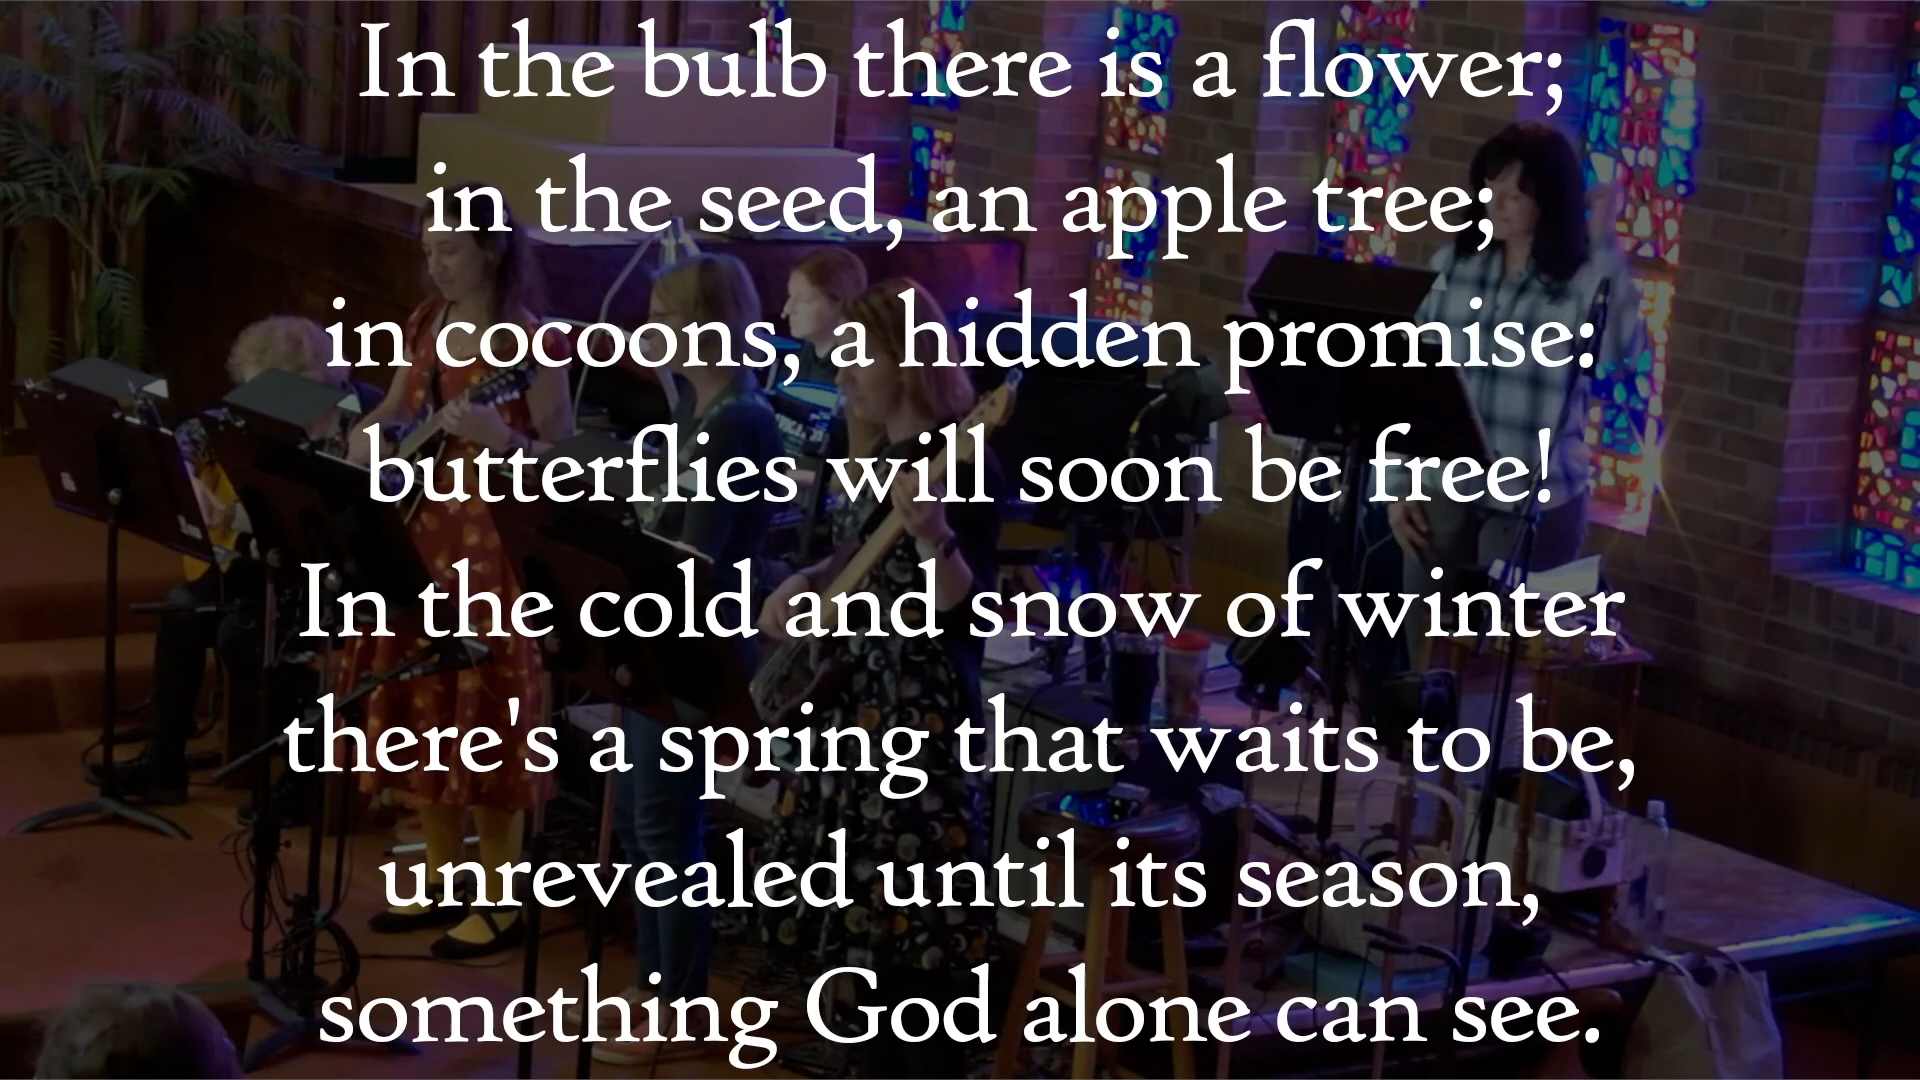 In the bulb there is a flower;
in the seed, an apple tree;
in cocoons, a hidden promise:
butterflies will soon be free!
In the cold and snow of winter
there's a spring that waits to be,
unrevealed until its season,
something God alone can see.